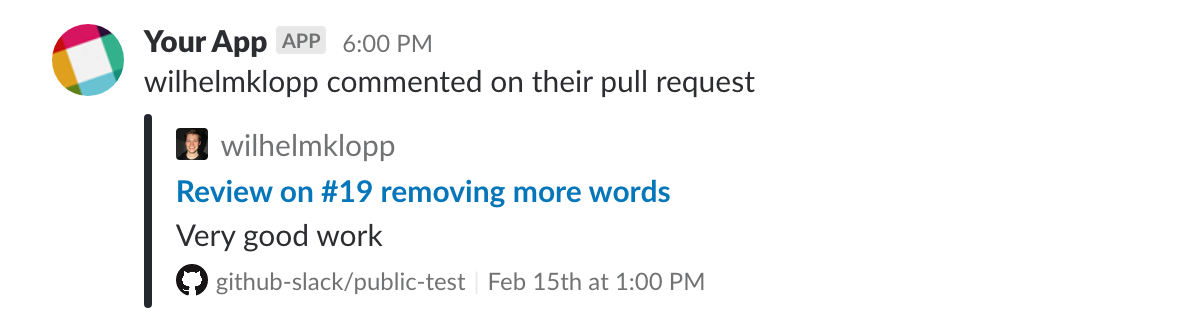 Your App APP 6:00 PM
wilhelmklopp commented on their pull request
wilhelmklopp
Review on #19 removing more words
Very good work
github-slack/public-test | Feb 15th at 1:00 PM